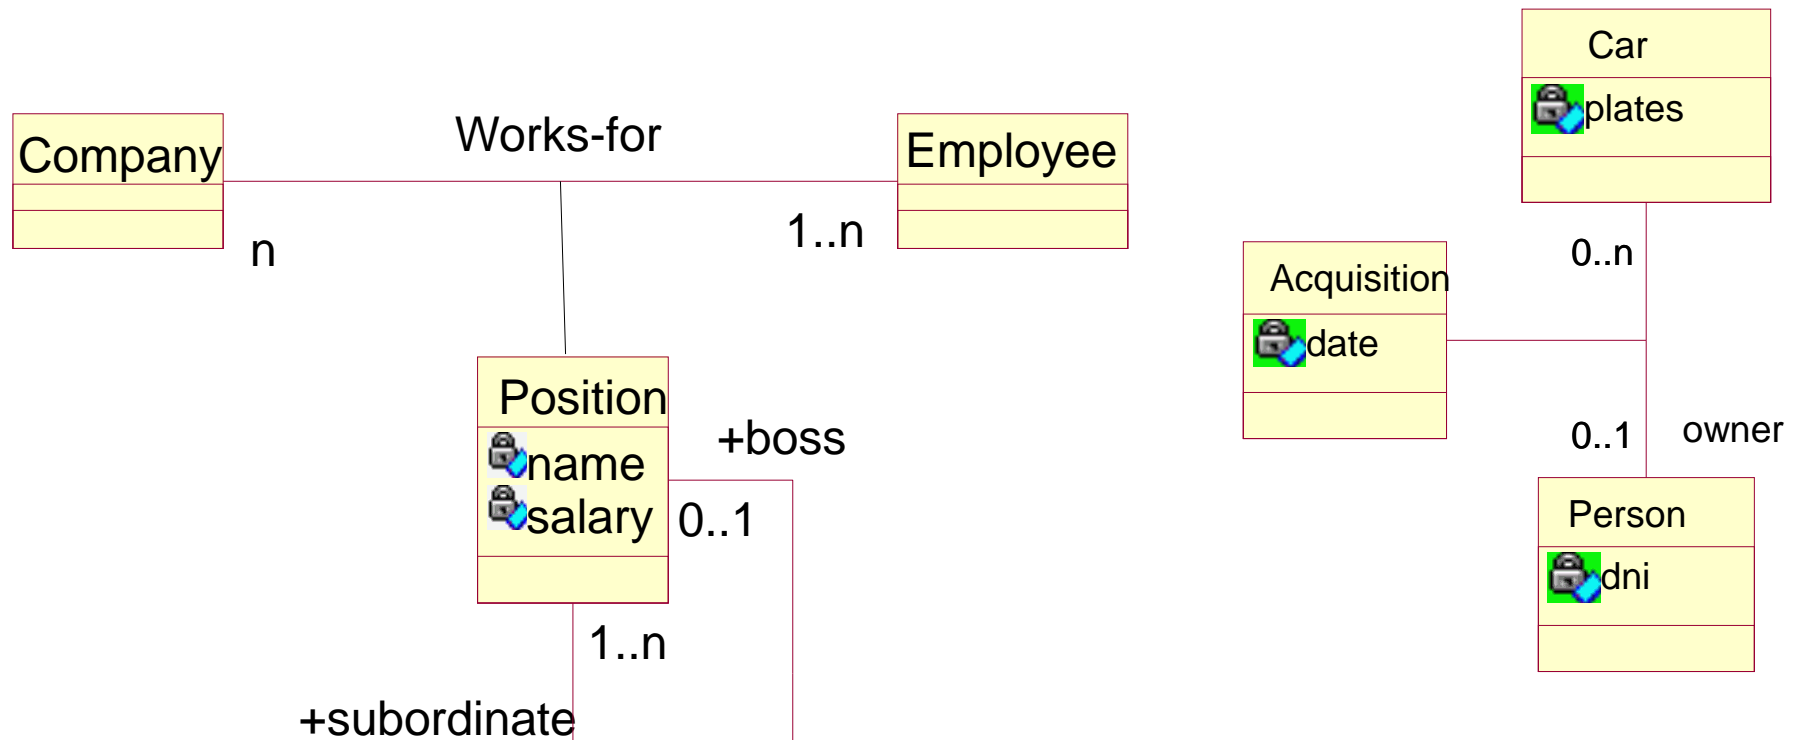 Company
Works-for
Employee
n
1..n
Position
name
salary
+boss
0..1
1..n
+subordinate
Car
plates
0..n
Acquisition
date
0..1
owner
Person
dni